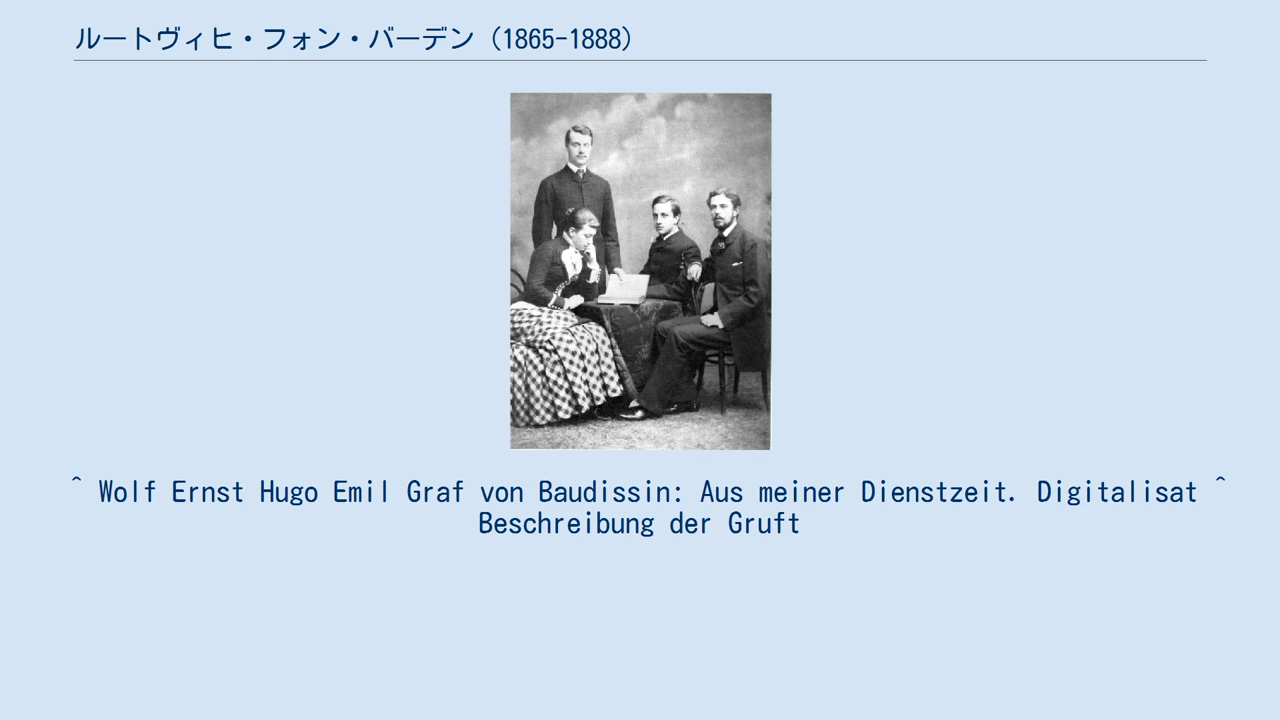 ルートヴィヒ・フォン・バーデン (1865-1888)
^ Wolf Ernst Hugo Emil Graf von Baudissin: Aus meiner Dienstzeit. Digitalisat ^
Beschreibung der Gruft